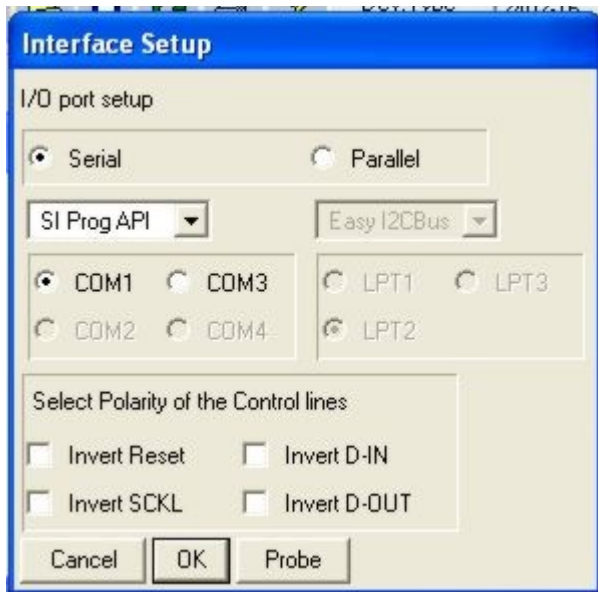 Interface Setup
I/O port setup
Serial Parallel
SI Prog API Easy I2CBus
COM1 COM3 LPT1 LPT3
COM2 COM4 LPT2
Select Polarity of the Control lines
Invert Reset Invert D-IN
Invert SCKL Invert D-OUT
Cancel OK Probe